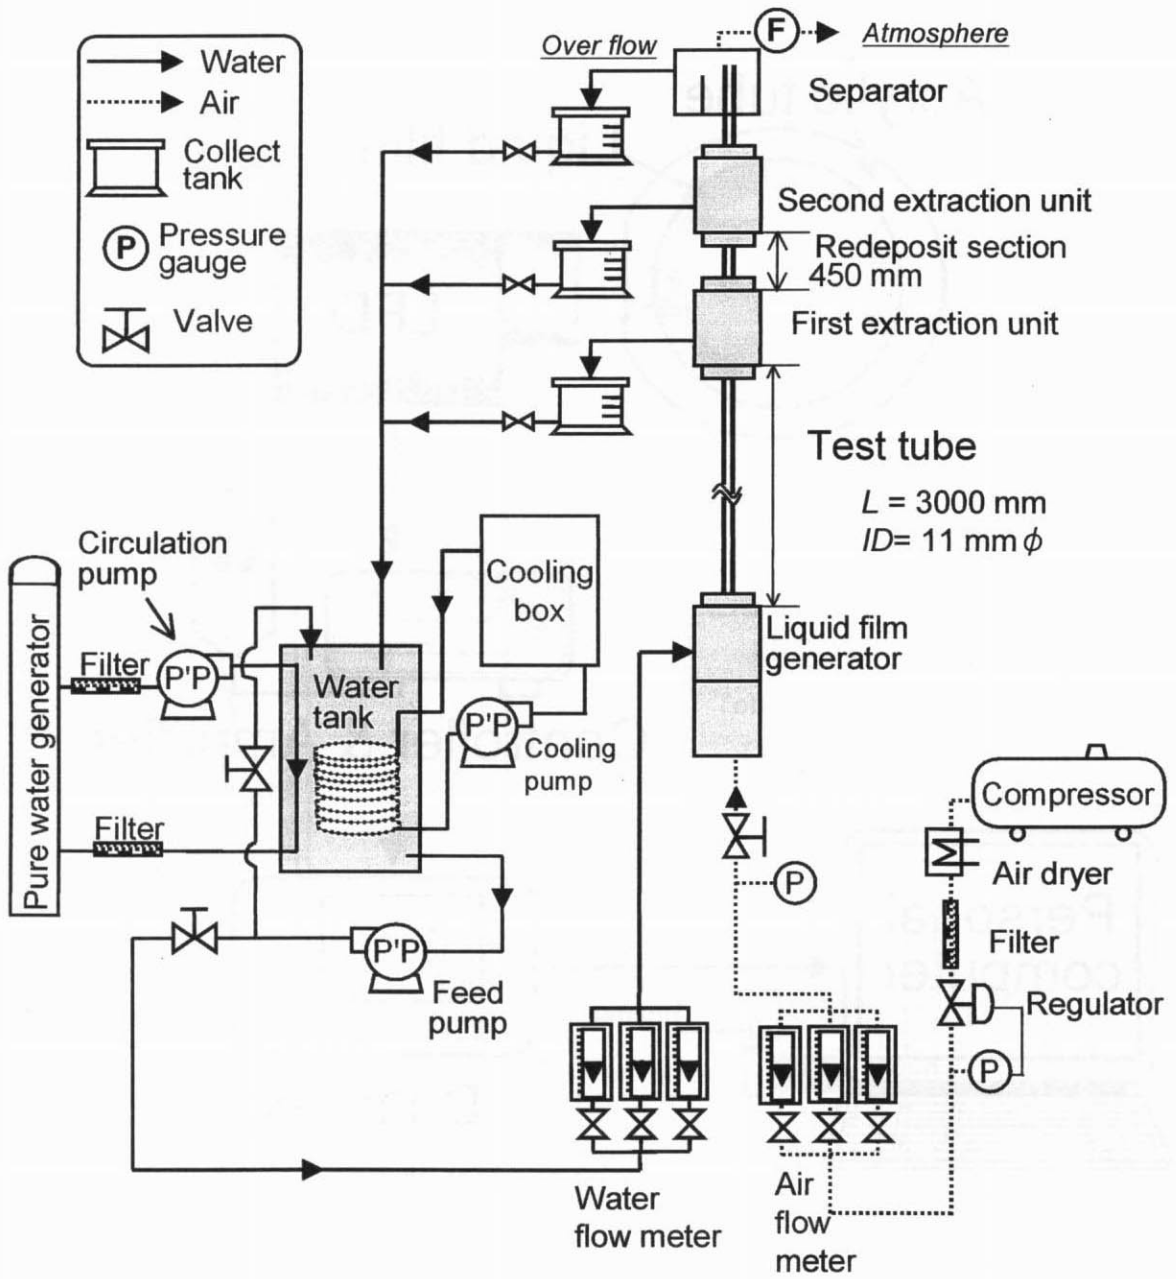 Water
Air
Collect
tank
P
Pressure
gauge
Valve
Over flow
F
Atmosphere
Separator
Second extraction unit
Redeposit section
450 mm
First extraction unit
Test tube
L = 3000 mm
ID= 11 mm ϕ
Liquid film
generator
Circulation
pump
Pure water generator
Filter
P'P
Water
tank
Cooling
box
P'P
Cooling
pump
Filter
P'P
Feed
pump
P
Compressor
Air dryer
Filter
Regulator
P
Water
flow meter
Air
flow
meter